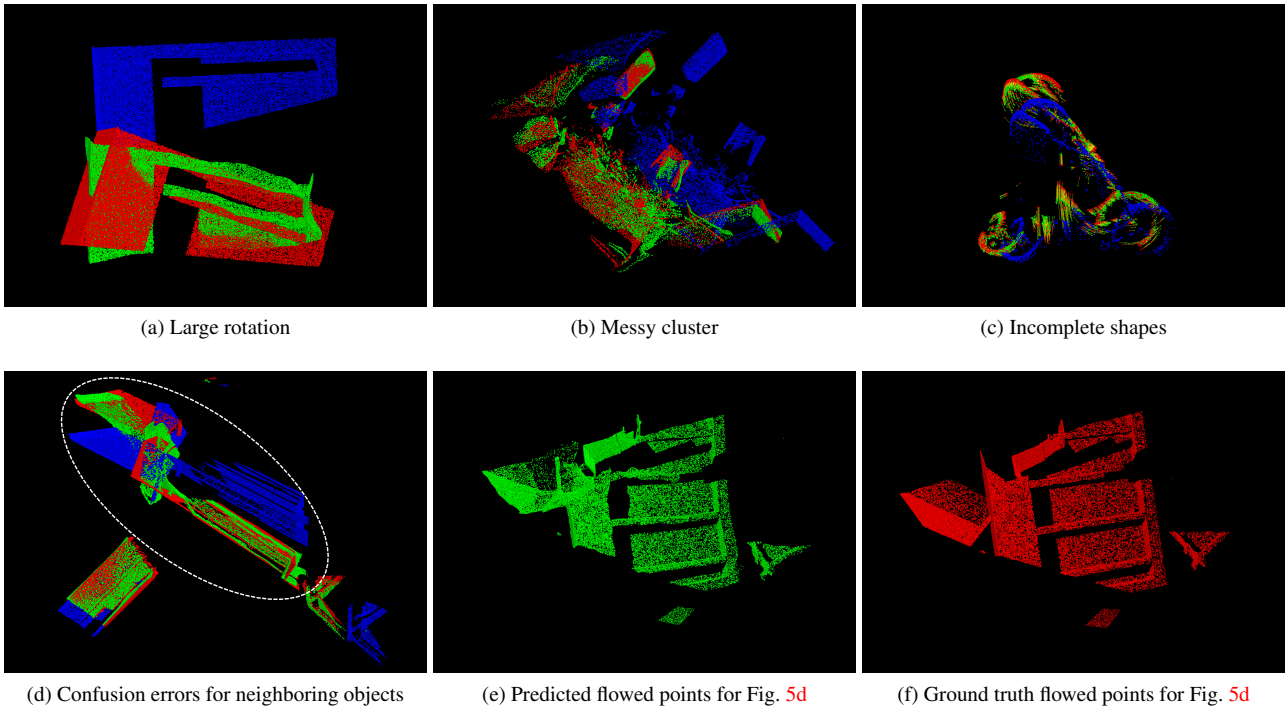 (a) Large rotation
(b) Messy cluster
(c) Incomplete shapes
(d) Confusion errors for neighboring objects
(e) Predicted flowed points for Fig. 5d
(f) Ground truth flowed points for Fig. 5d